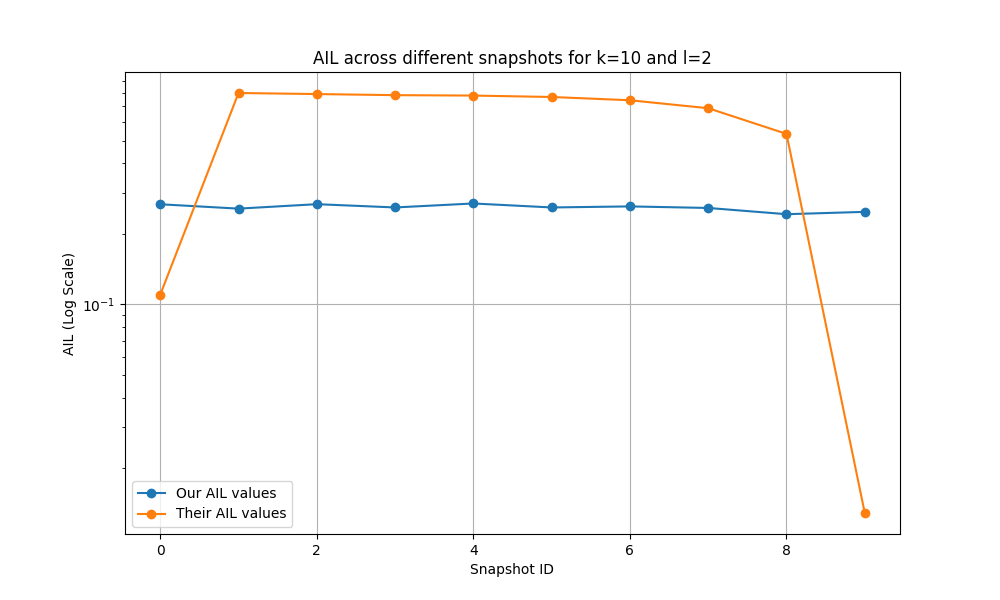 AIL across different snapshots for k=10 and l=2
AIL (Log Scale)
10⁻¹
Our AIL values
Their AIL values
0 2 4 6 8
Snapshot ID